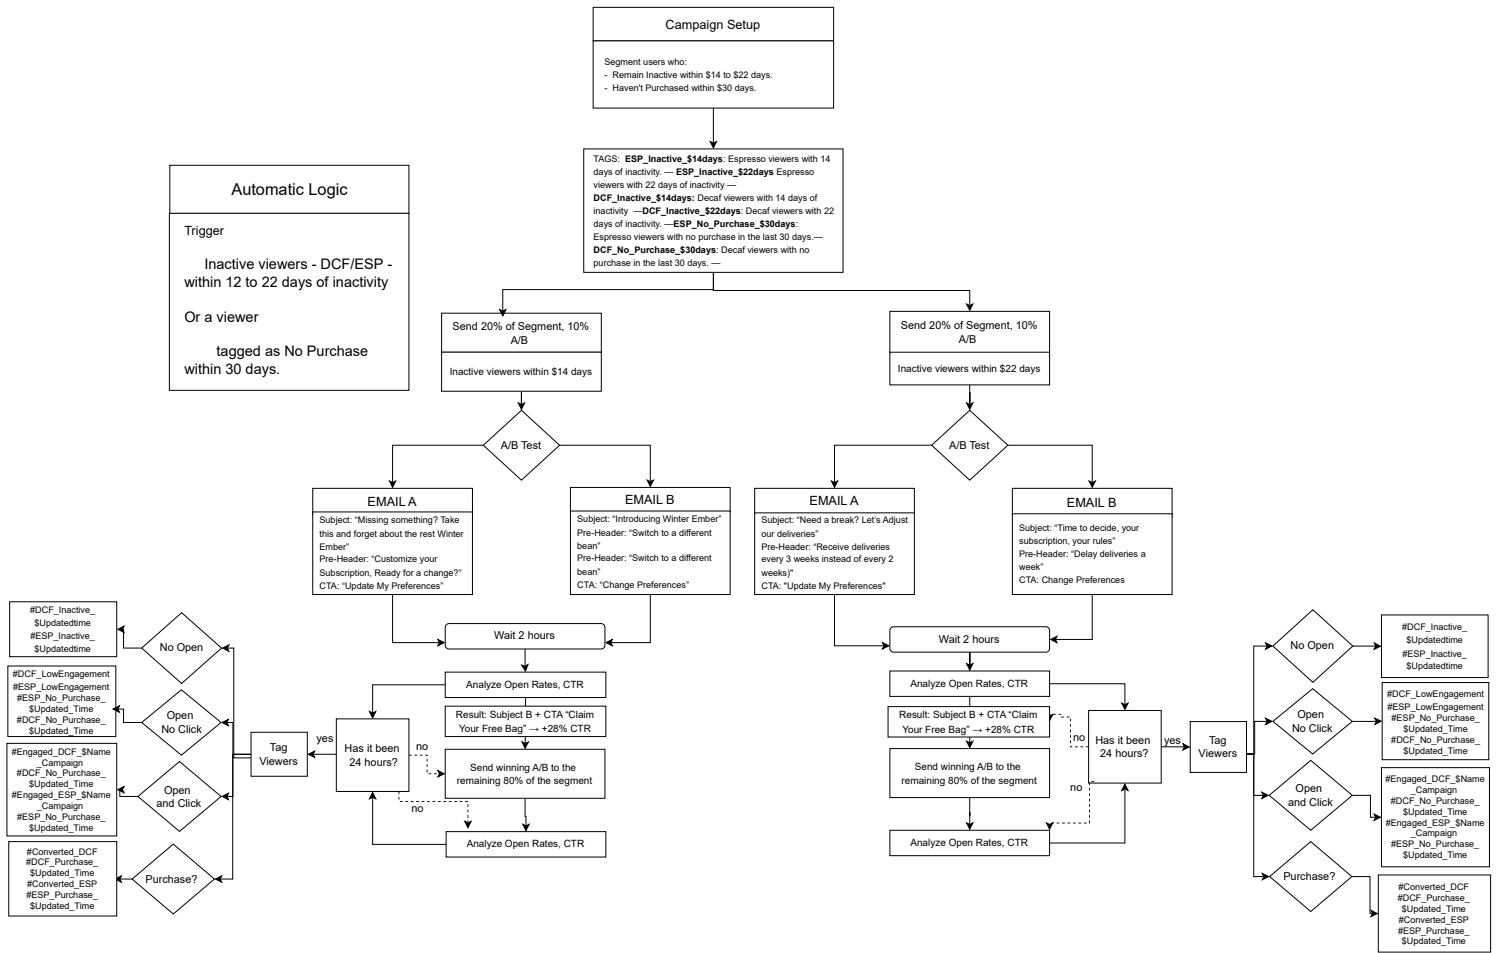 Campaign Setup
Segment users who:
- Remain Inactive within $14 to $22 days.
- Haven't Purchased within $30 days.
TAGS: ESP_Inactive_$14days: Espresso viewers with 14
days of inactivity. — ESP_Inactive_$22days Espresso
viewers with 22 days of inactivity —
DCF_Inactive_$14days: Decaf viewers with 14 days of
inactivity —DCF_Inactive_$22days: Decaf viewers with 22
days of inactivity. —ESP_No_Purchase_$30days:
Espresso viewers with no purchase in the last 30 days.—
DCF_No_Purchase_$30days: Decaf viewers with no
purchase in the last 30 days. —
Automatic Logic
Trigger
Inactive viewers - DCF/ESP -
within 12 to 22 days of inactivity
Or a viewer
tagged as No Purchase
within 30 days.
Send 20% of Segment, 10%
A/B
Inactive viewers within $14 days
A/B Test
EMAIL A
Subject: “Missing something? Take
this and forget about the rest Winter
Ember”
Pre-Header: “Customize your
Subscription, Ready for a change?”
CTA: “Update My Preferences”
EMAIL B
Subject: “Introducing Winter Ember”
Pre-Header: “Switch to a different
bean”
Pre-Header: “Switch to a different
bean”
CTA: “Change Preferences”
Wait 2 hours
Analyze Open Rates, CTR
Result: Subject B + CTA “Claim
Your Free Bag” → +28% CTR
Send winning A/B to the
remaining 80% of the segment
Analyze Open Rates, CTR
Has it been
24 hours?
no
no
yes
Tag
Viewers
No Open
#DCF_Inactive_
$Updatedtime
#ESP_Inactive_
$Updatedtime
Open
No Click
#DCF_LowEngagement
#ESP_LowEngagement
#ESP_No_Purchase_
$Updated_Time
#DCF_No_Purchase_
$Updated_Time
Open
and Click
#Engaged_DCF_$Name
_Campaign
#DCF_No_Purchase_
$Updated_Time
#Engaged_ESP_$Name
_Campaign
#ESP_No_Purchase_
$Updated_Time
Purchase?
#Converted_DCF
#DCF_Purchase_
$Updated_Time
#Converted_ESP
#ESP_Purchase_
$Updated_Time
Send 20% of Segment, 10%
A/B
Inactive viewers within $22 days
A/B Test
EMAIL A
Subject: “Need a break? Let's Adjust
our deliveries”
Pre-Header: “Receive deliveries
every 3 weeks instead of every 2
weeks)"
CTA: "Update My Preferences"
EMAIL B
Subject: “Time to decide, your
subscription, your rules”
Pre-Header: “Delay deliveries a
week”
CTA: Change Preferences
Wait 2 hours
Analyze Open Rates, CTR
Result: Subject B + CTA “Claim
Your Free Bag” → +28% CTR
Send winning A/B to the
remaining 80% of the segment
Analyze Open Rates, CTR
Has it been
24 hours?
no
no
yes
Tag
Viewers
No Open
#DCF_Inactive_
$Updatedtime
#ESP_Inactive_
$Updatedtime
Open
No Click
#DCF_LowEngagement
#ESP_LowEngagement
#ESP_No_Purchase_
$Updated_Time
#DCF_No_Purchase_
$Updated_Time
Open
and Click
#Engaged_DCF_$Name
_Campaign
#DCF_No_Purchase_
$Updated_Time
#Engaged_ESP_$Name
_Campaign
#ESP_No_Purchase_
$Updated_Time
Purchase?
#Converted_DCF
#DCF_Purchase_
$Updated_Time
#Converted_ESP
#ESP_Purchase_
$Updated_Time